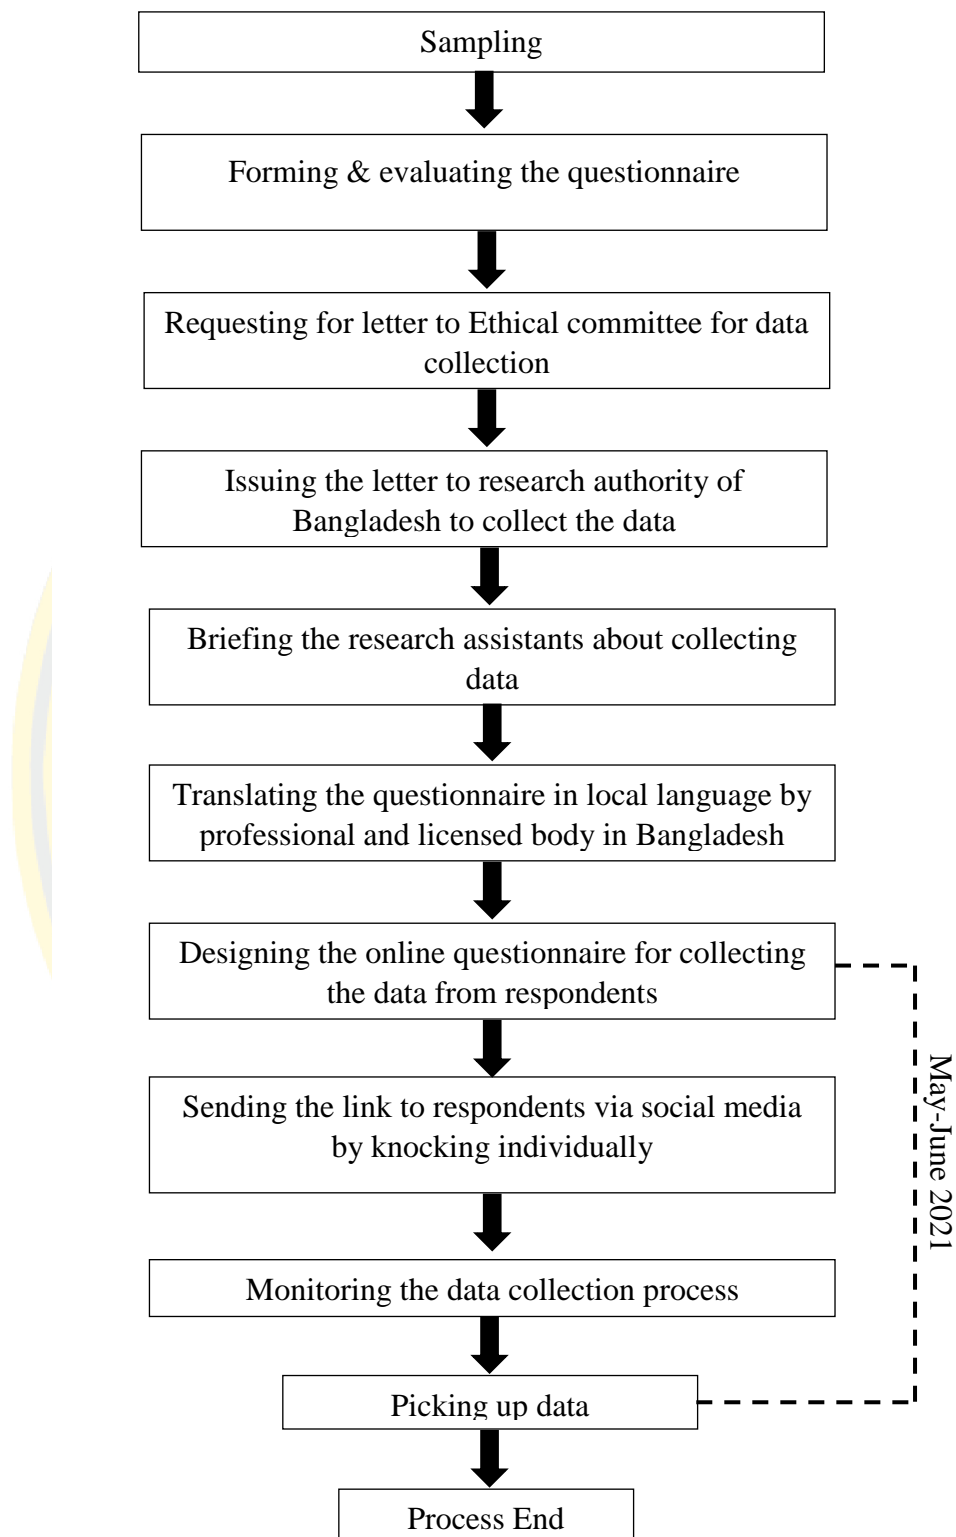 Sampling
Forming & evaluating the questionnaire
Requesting for letter to Ethical committee for data
collection
Issuing the letter to research authority of
Bangladesh to collect the data
Briefing the research assistants about collecting
data
Translating the questionnaire in local language by
professional and licensed body in Bangladesh
Designing the online questionnaire for collecting
the data from respondents
Sending the link to respondents via social media
by knocking individually
Monitoring the data collection process
Picking up data
Process End
May-June 2021